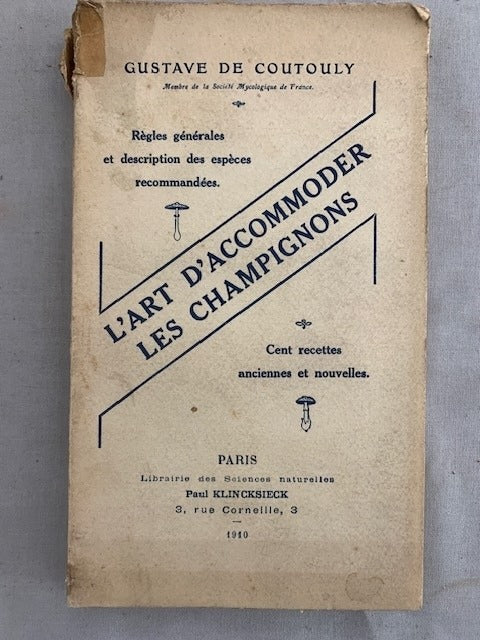 GUSTAVE DE COUTOULY
Membre de la Société Mycologique de France.
Règles générales
et description des espèces
recommandées.
L'ART D'ACCOMMODER
LES CHAMPIGNONS
Cent recettes
anciennes et nouvelles.
PARIS
Librairie des Sciences naturelles
Paul KLINCKSIECK
3, rue Corneille, 3
1910